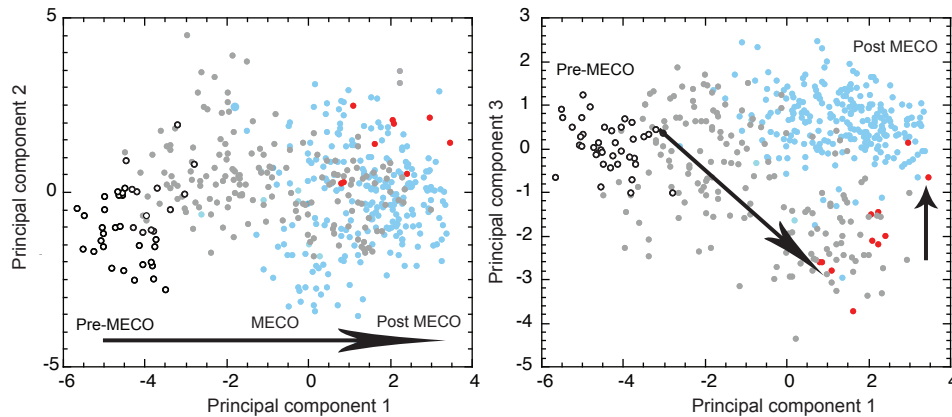 5
0
-5
Principal component 2
Pre-MECO
MECO
Post MECO
-6
-4
-2
0
2
4
Principal component 1
3
2
1
0
-1
-2
-3
-4
-5
Principal component 3
Pre-MECO
Post MECO
-6
-4
-2
0
2
4
Principal component 1